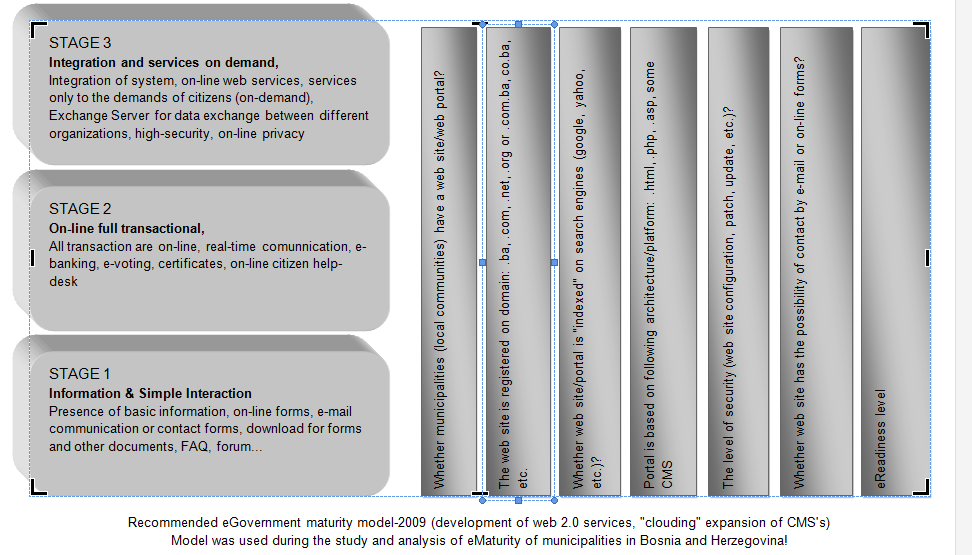 STAGE 3
Integration and services on demand,
Integration of system, on-line web services, services
only to the demands of citizens (on-demand),
Exchange Server for data exchange between different
organizations, high-security, on-line privacy
STAGE 2
On-line full transactional,
All transaction are on-line, real-time comunnication, e-
banking, e-voting, certificates, on-line citizen help-
desk
STAGE 1
Information & Simple Interaction
Presence of basic information, on-line forms, e-mail
communication or contact forms, download for forms
and other documents, FAQ, forum...
Whether municipalities (local communities) have a web site/web portal?
The web site is registered on domain: .ba, .com, .net, .org or .com.ba, co.ba,
etc.
Whether web site/portal is "indexed" on search engines (google, yahoo,
etc.)?
Portal is based on following architecture/platform: .html, .php, .asp, some
CMS
The level of security (web site configuration, patch, update, etc.)?
Whether web site has the possibility of contact by e-mail or on-line forms?
eReadiness level
Recommended eGovernment maturity model-2009 (development of web 2.0 services, "clouding" expansion of CMS's)
Model was used during the study and analysis of eMaturity of municipalities in Bosnia and Herzegovina!